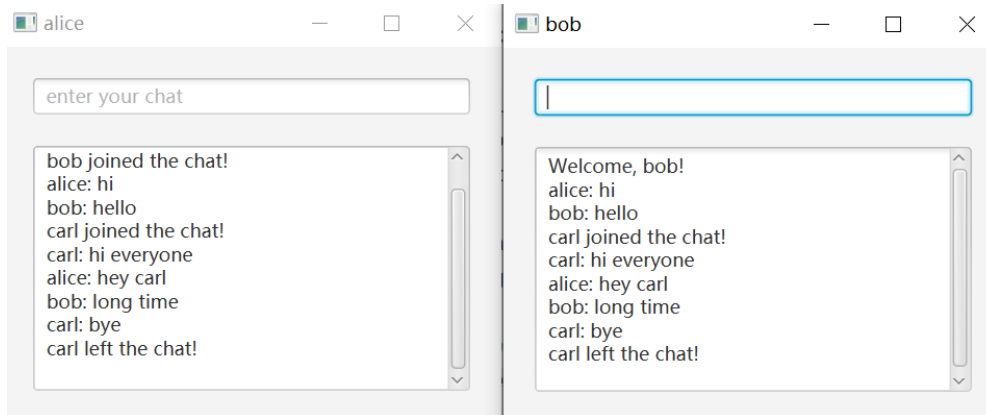 alice
enter your chat
bob joined the chat!
alice: hi
bob: hello
carl joined the chat!
carl: hi everyone
alice: hey carl
bob: long time
carl: bye
carl left the chat!
bob
Welcome, bob!
alice: hi
bob: hello
carl joined the chat!
carl: hi everyone
alice: hey carl
bob: long time
carl: bye
carl left the chat!